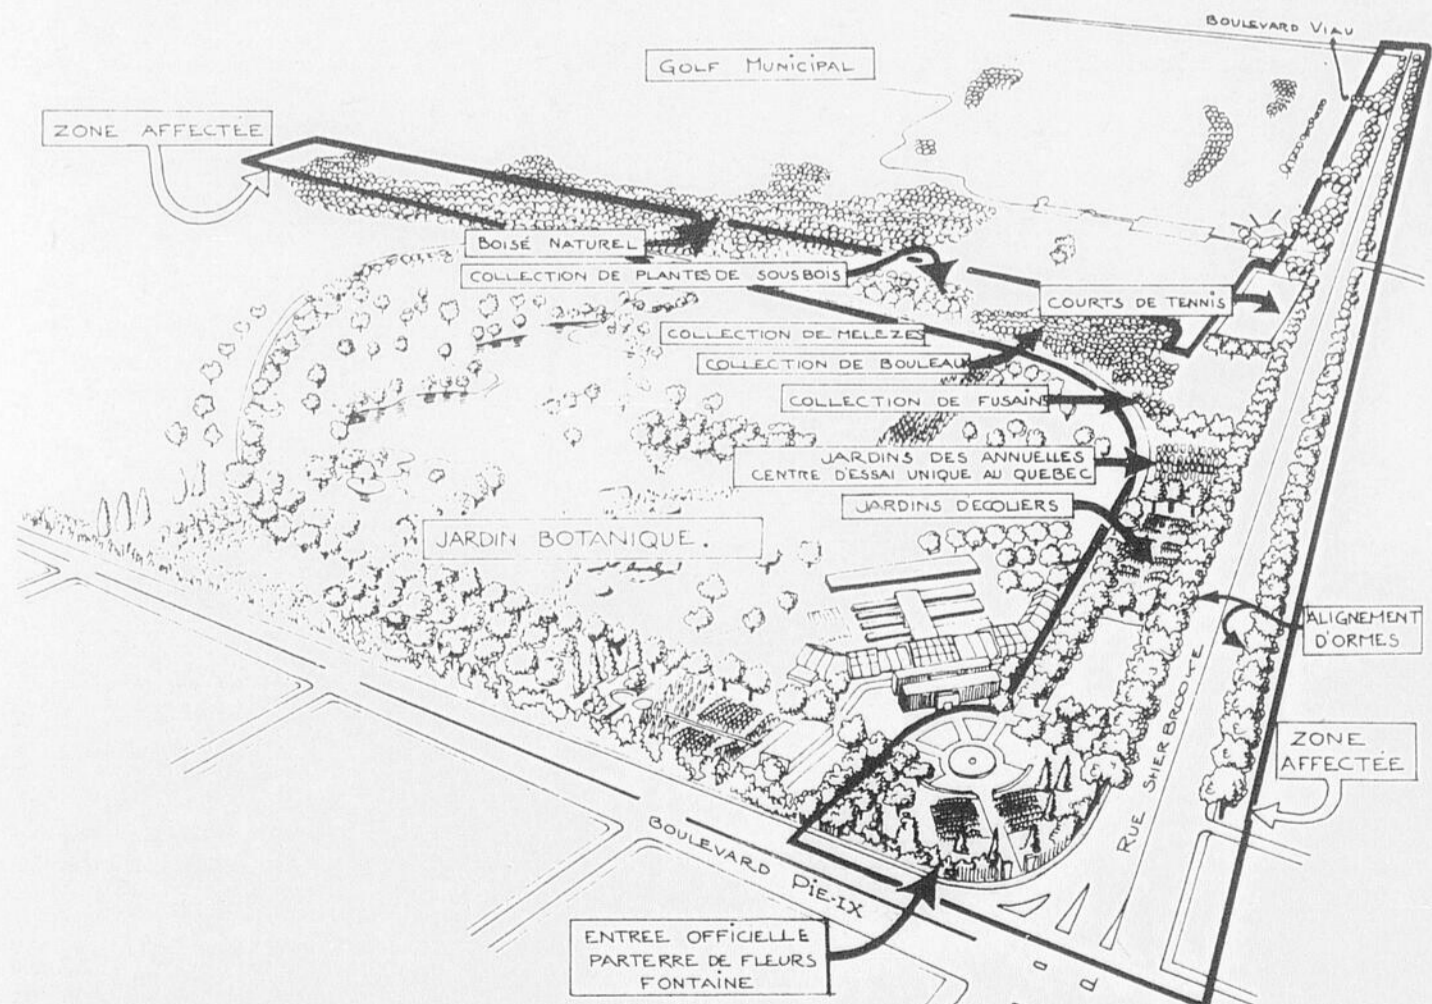 BOULEVARD VIAU
GOLF MUNICIPAL
ZONE AFFECTÉE
BOISÉ NATUREL
COLLECTION DE PLANTES DE SOUS BOIS
COURTS DE TENNIS
COLLECTION DE MELEZES
COLLECTION DE BOULEAU
COLLECTION DE FUSAIN
JARDINS DES ANNUELLES
CENTRE D'ESSAI UNIQUE AU QUEBEC
JARDINS D'ECOLIERS
JARDIN BOTANIQUE.
ALIGNEMENT
D'ORMES
RUE SHERBROOKE
ZONE
AFFECTÉE
BOULEVARD PIE-IX
ENTREE OFFICIELLE
PARTERRE DE FLEURS
FONTAINE